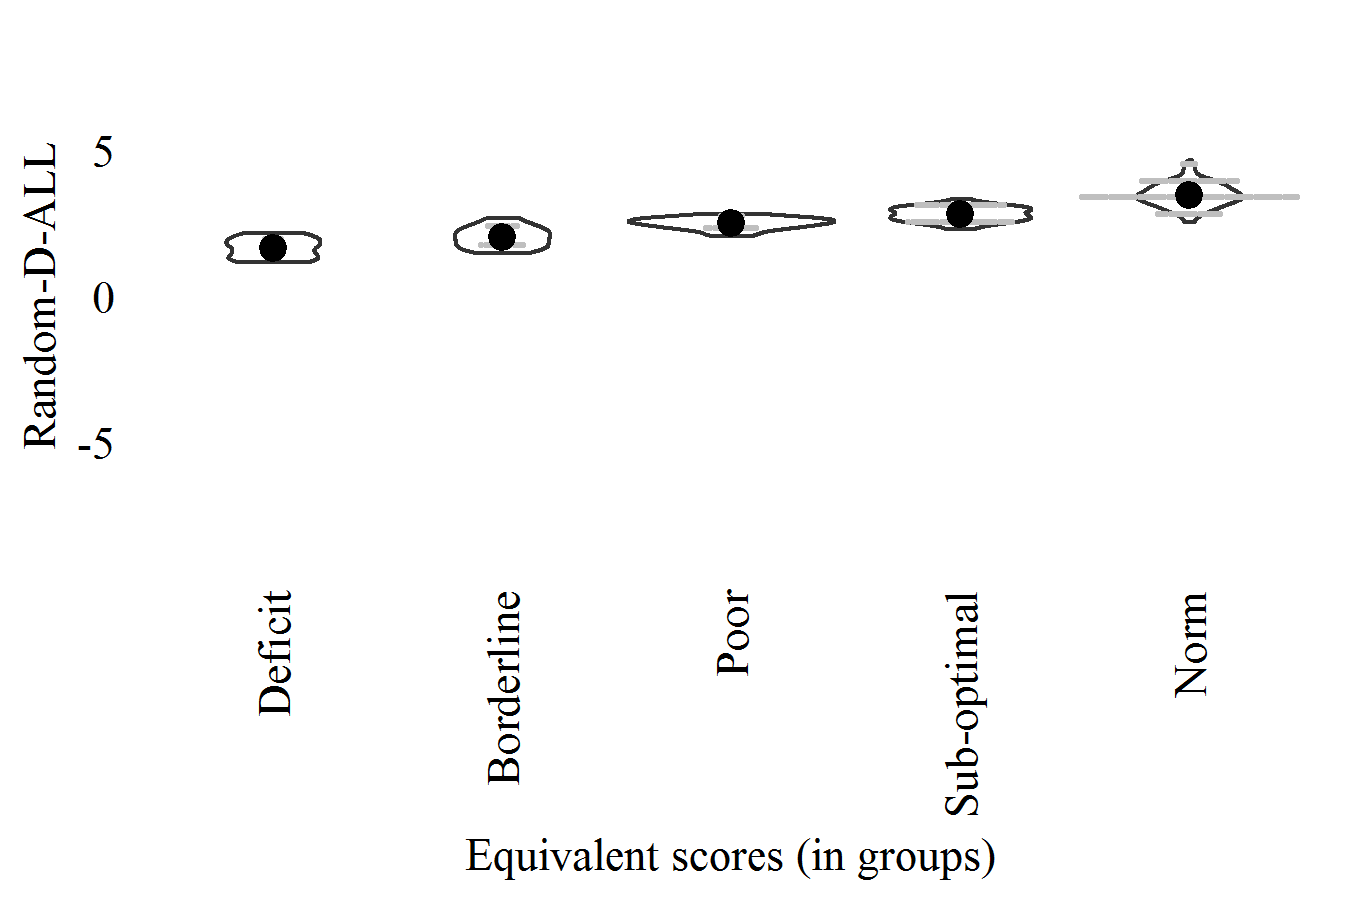 Random-D-ALL
5
0
-5
Deficit
Borderline
Poor
Sub-optimal
Norm
Equivalent scores (in groups)